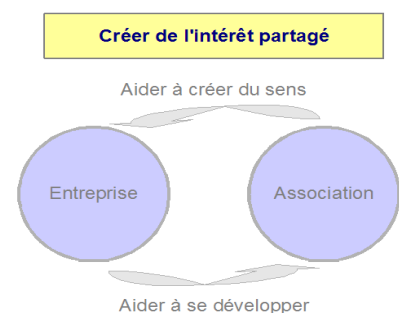 Créer de l'intérêt partagé
Aider à créer du sens
Entreprise
Association
Aider à se développer